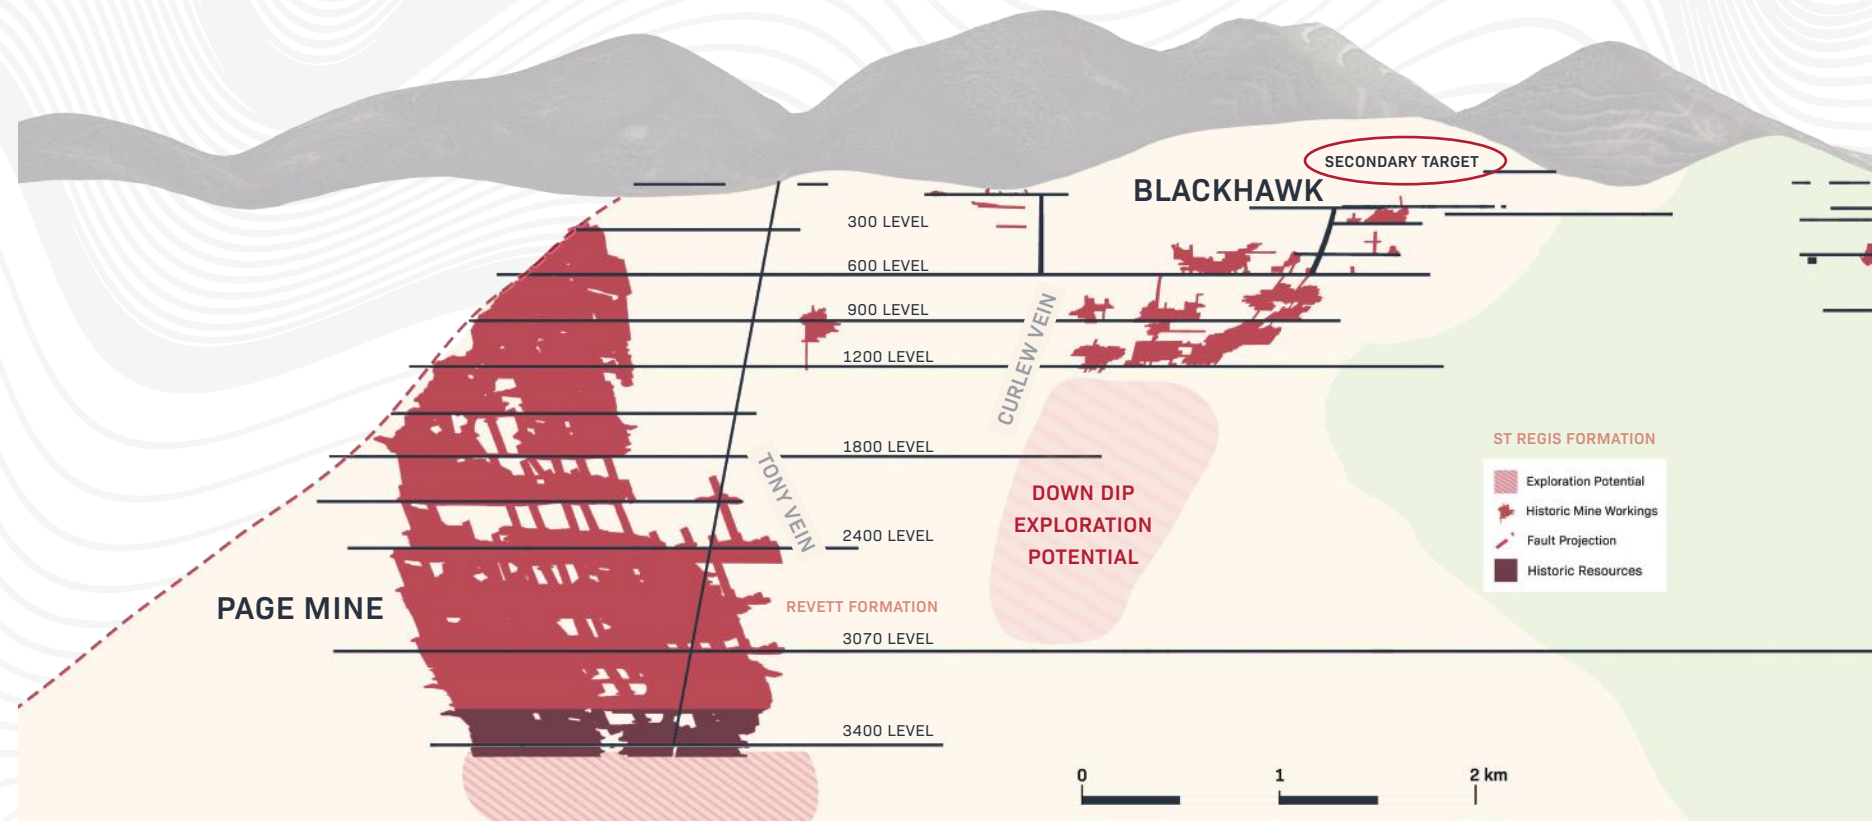 SECONDARY TARGET
BLACKHAWK
300 LEVEL
600 LEVEL
900 LEVEL
1200 LEVEL
CURLEW VEIN
1800 LEVEL
TONY VEIN
2400 LEVEL
DOWN DIP
EXPLORATION
POTENTIAL
PAGE MINE
REVETT FORMATION
3070 LEVEL
3400 LEVEL
ST REGIS FORMATION
Exploration Potential
Historic Mine Workings
Fault Projection
Historic Resources
0 1 2 km